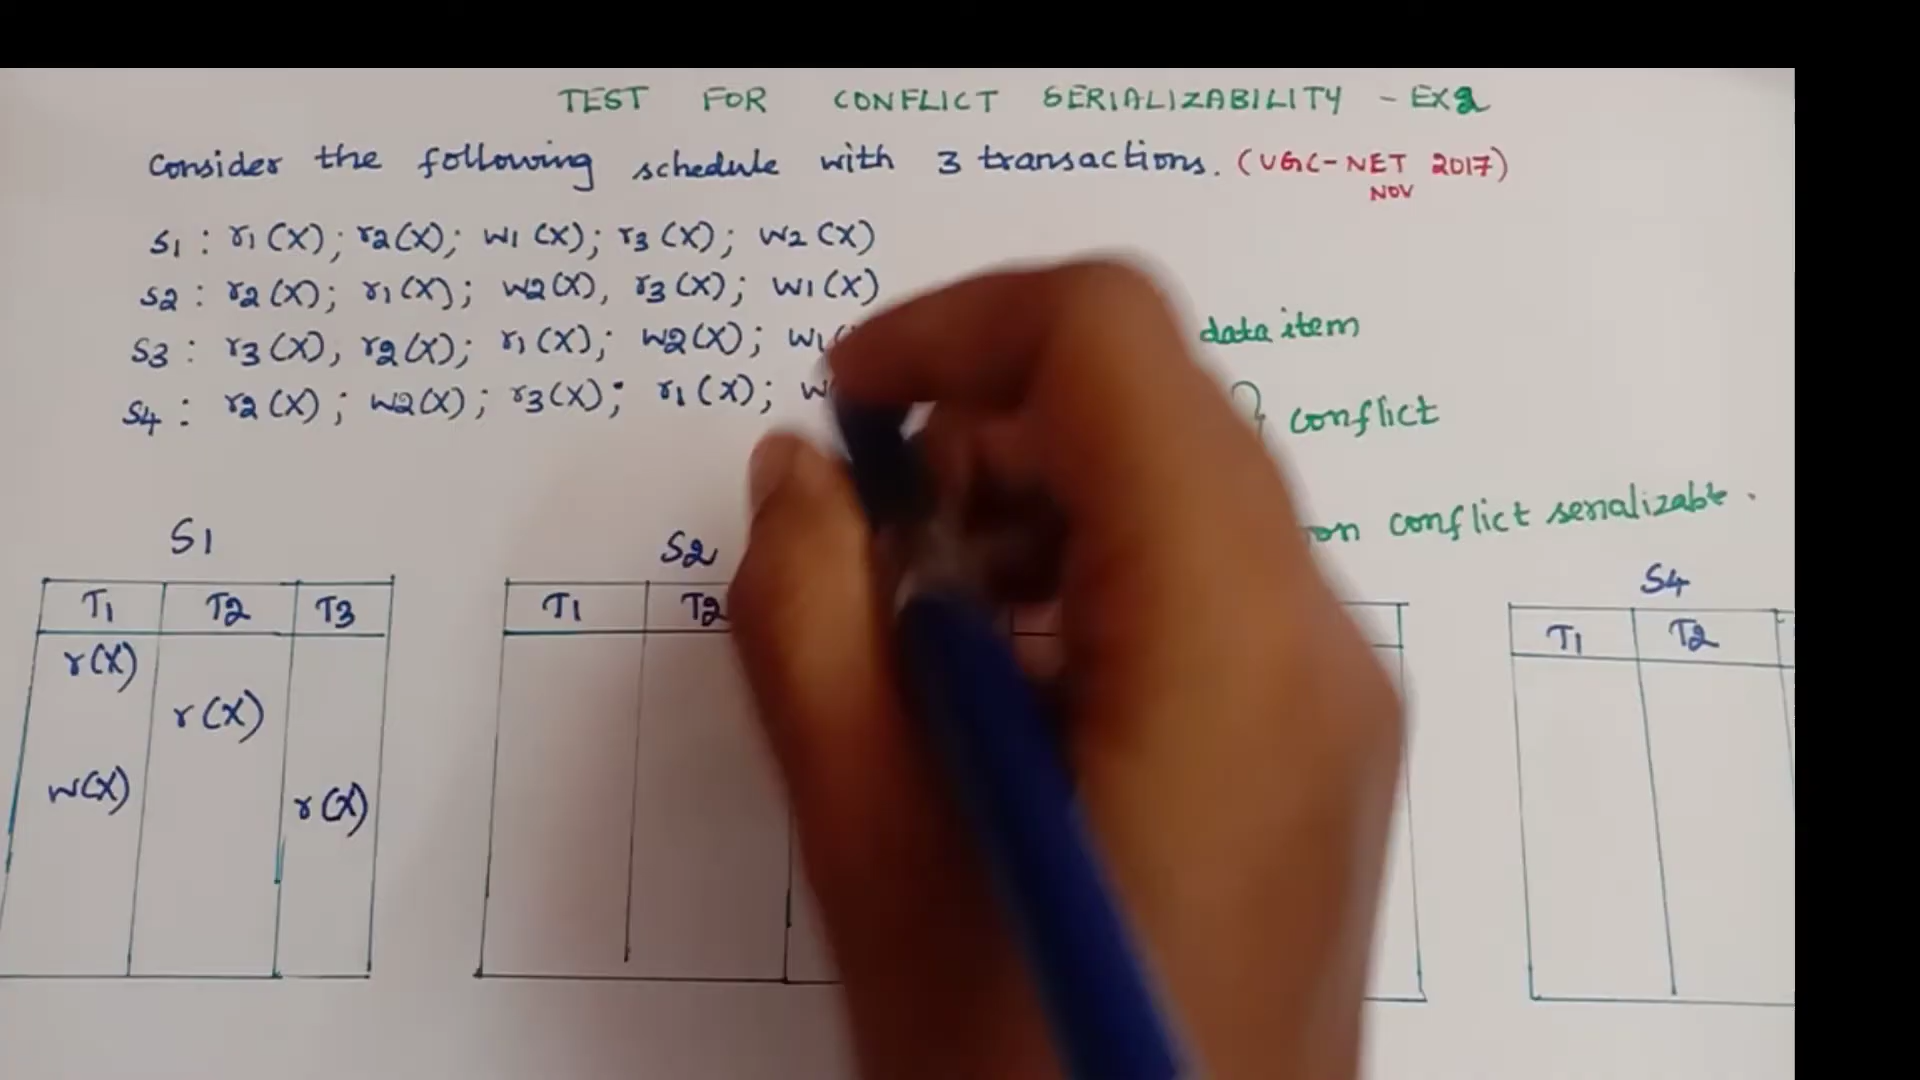 TEST FOR CONFLICT SERIALIZABILITY - EX2
Consider the following schedule with 3 transactions. (UGC-NET 2017)
NOV
S1 : r1(X); r2(X); w1(X); r3(X); w2(X)
S2 : r2(X); r1(X); w2(X), r3(X); w1(X)
S3 : r3(X), r2(X); r1(X); w2(X); w1(
S4 : r2(X); w2(X); r3(X); r1(X); w
data item
conflict
conflict serializable.
S1
T1 T2 T3
r(X)
r(X)
w(X)
r(X)
S2
T1 T2
S4
T1 T2